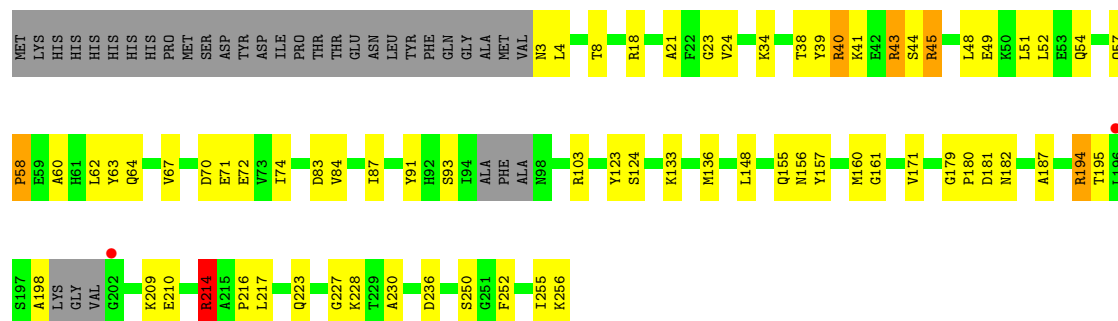 MET LYS HIS HIS HIS HIS HIS HIS PRO MET SER ASP TYR ASP ILE PRO THR THR GLU ASN LEU TYR PHE GLN GLY ALA MET VAL N3 L4 T8 R18 A21 F22 G23 V24 K34 T38 Y39 R40 K41 E42 R43 S44 R45 L48 E49 K50 L51 L52 E53 Q54
P58 E59 A60 H61 L62 Y63 Q64 V67 D70 E71 E72 V73 I74 D83 V84 I87 Y91 H92 S93 I94 ALA PHE ALA N98 R103 Y123 S124 K133 M136 L148 Q155 N156 Y157 M160 G161 V171 G179 P180 D181 N182 A187 R194 T195 L196
S197 A198 LYS GLY VAL G202 K209 E210 R214 A215 P216 L217 Q223 G227 K228 T229 A230 D236 S250 G251 F252 I255 K256